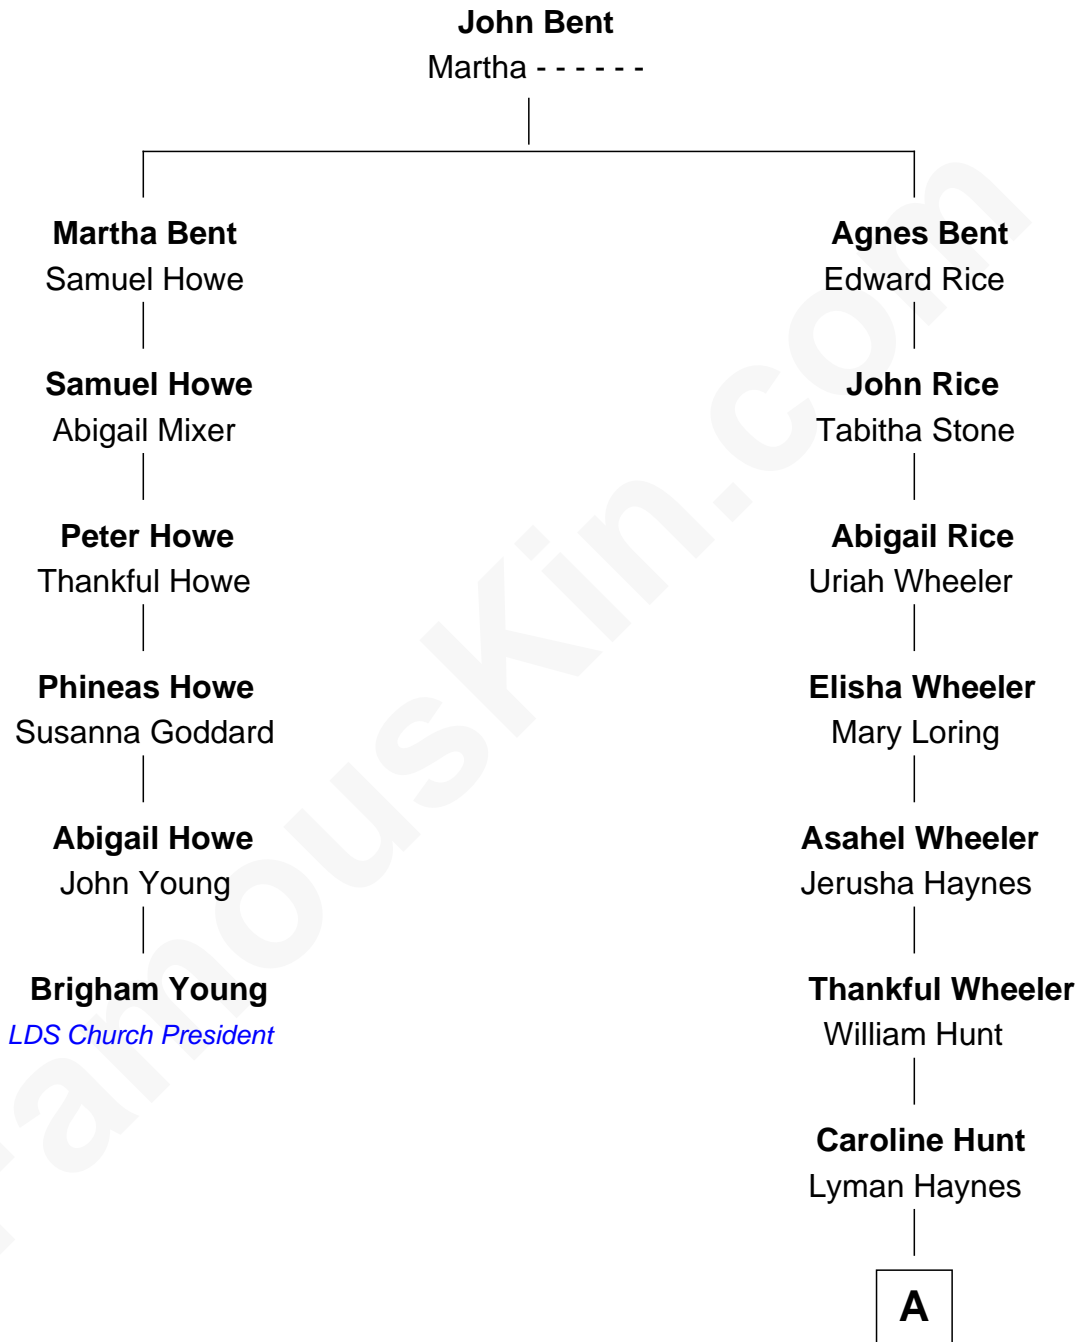 John Bent
Martha - - - - - -
Martha Bent
Samuel Howe
Agnes Bent
Edward Rice
Samuel Howe
Abigail Mixer
John Rice
Tabitha Stone
Peter Howe
Thankful Howe
Abigail Rice
Uriah Wheeler
Phineas Howe
Susanna Goddard
Elisha Wheeler
Mary Loring
Abigail Howe
John Young
Asahel Wheeler
Jerusha Haynes
Brigham Young
LDS Church President
Thankful Wheeler
William Hunt
Caroline Hunt
Lyman Haynes
A
FamousKin.com